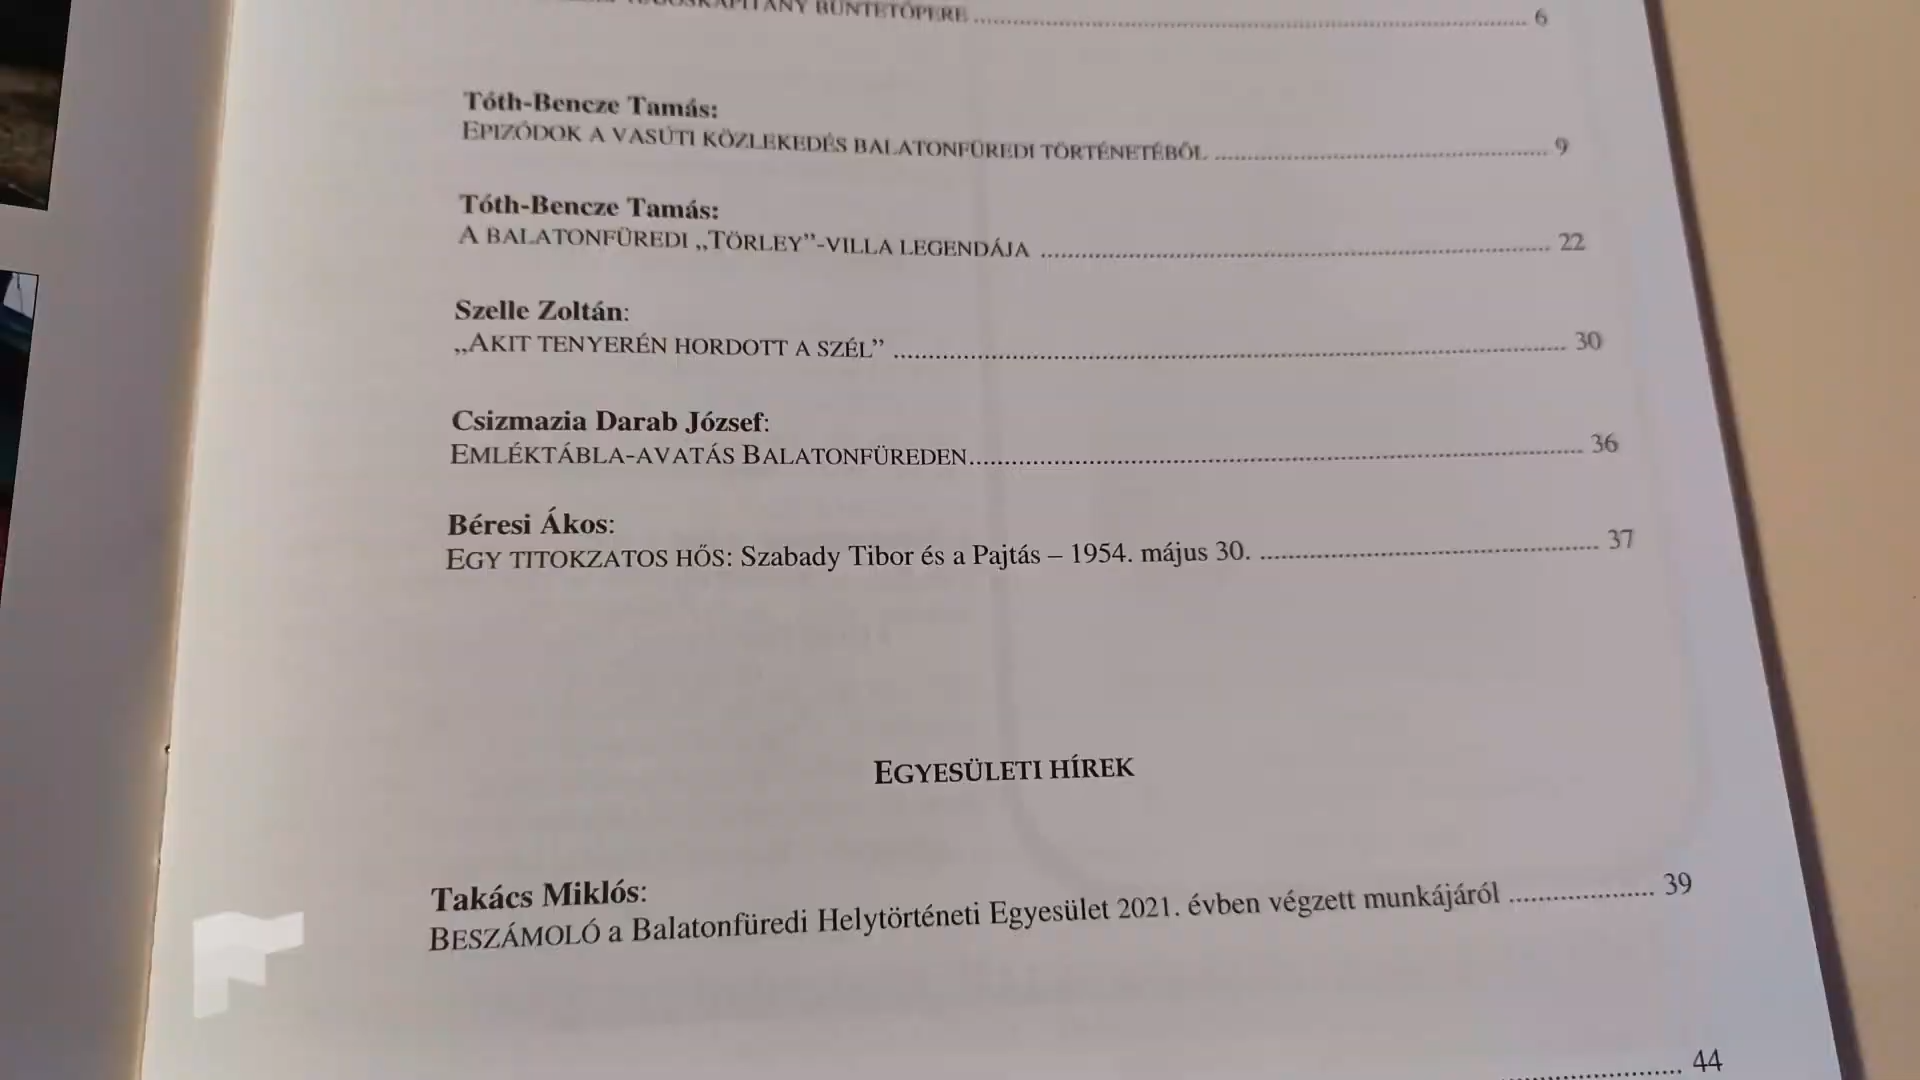 BÜNTETŐPERE ........ 6
Tóth-Bencze Tamás:
EPIZÓDOK A VASÚTI KÖZLEKEDÉS BALATONFÜREDI TÖRTÉNETÉBŐL ........ 9
Tóth-Bencze Tamás:
A BALATONFÜREDI „TÖRLEY”-VILLA LEGENDÁJA ........ 22
Szelle Zoltán:
„AKIT TENYERÉN HORDOTT A SZÉL” ........ 30
Csizmazia Darab József:
EMLÉKTÁBLA-AVATÁS BALATONFÜREDEN ........ 36
Béresi Ákos:
EGY TITOKZATOS HŐS: Szabady Tibor és a Pajtás – 1954. május 30. ........ 37
EGYESÜLETI HÍREK
Takács Miklós:
BESZÁMOLÓ a Balatonfüredi Helytörténeti Egyesület 2021. évben végzett munkájáról ........ 39
........ 44